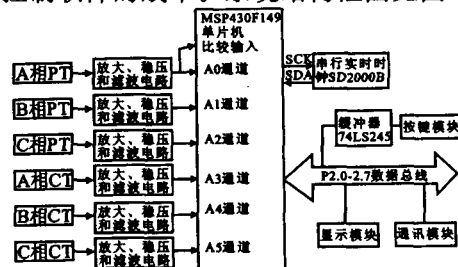 MSP430F149
单片机
比较输入
A相PT
放大、稳压
和滤波电路
A0通道
B相PT
放大、稳压
和滤波电路
A1通道
C相PT
放大、稳压
和滤波电路
A2通道
A相CT
放大、稳压
和滤波电路
A3通道
B相CT
放大、稳压
和滤波电路
A4通道
C相CT
放大、稳压
和滤波电路
A5通道
SCK
SDA
串行实时时
钟SD2000B
缓冲器
74LS245
按键模块
P2.0-2.7数据总线
显示模块
通讯模块